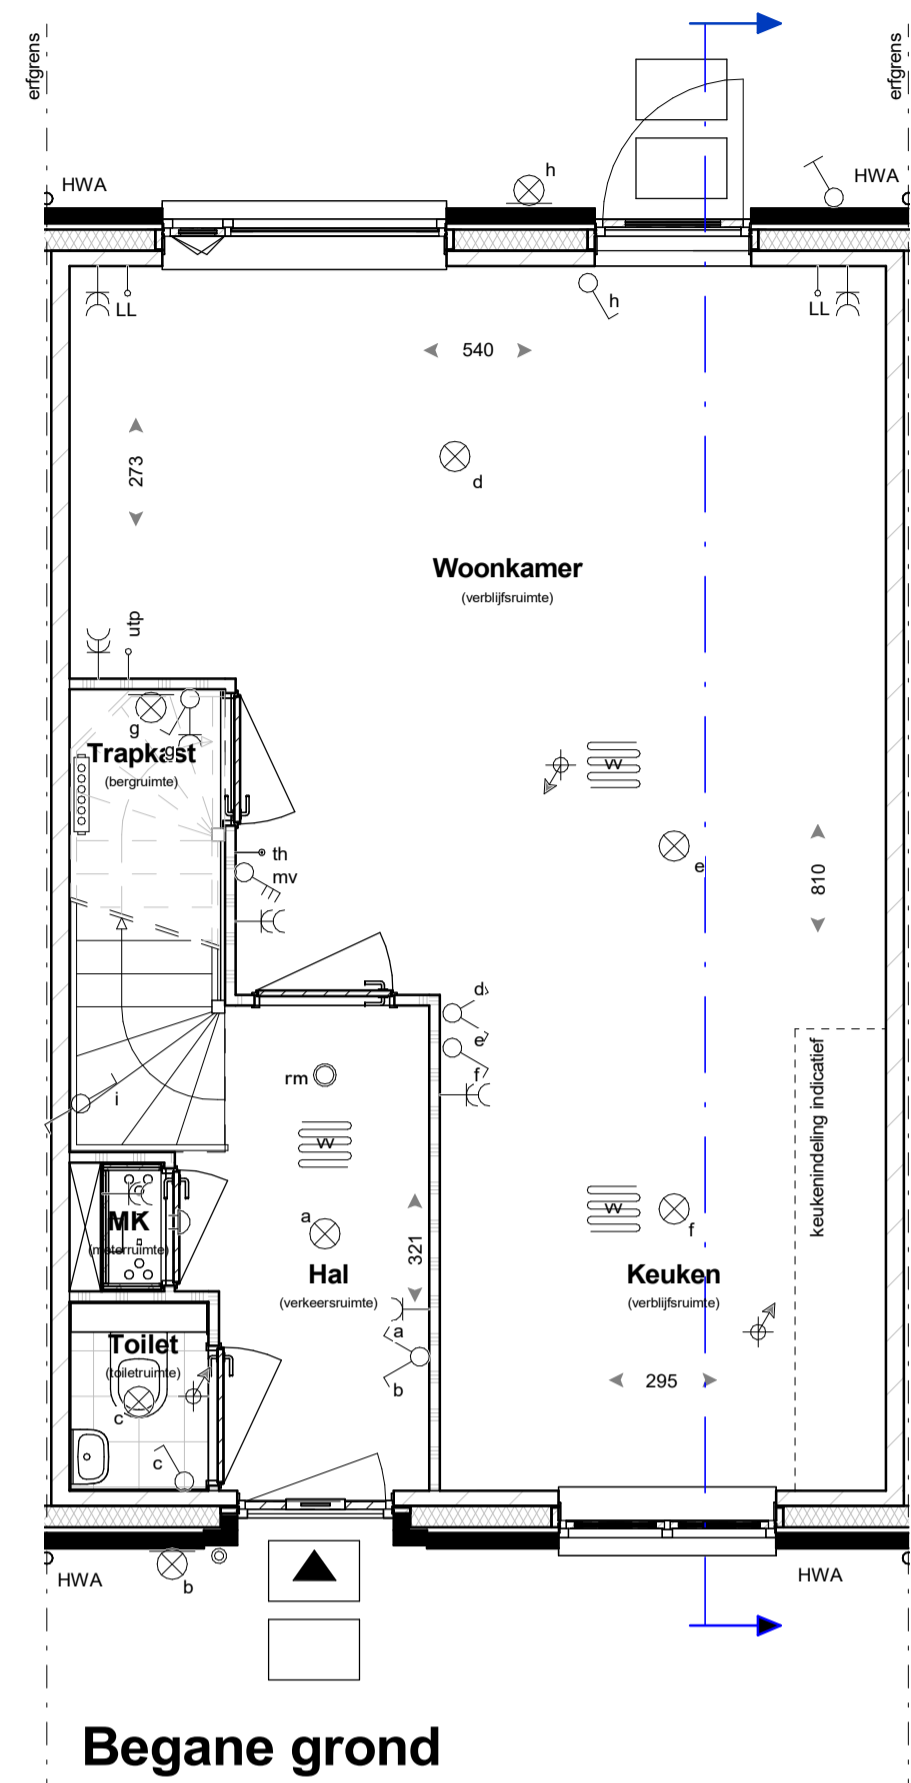 erfgrens
erfgrens
HWA
h
HWA
LL
h
LL
540
273
d
Woonkamer
(verblijfsruimte)
utp
g
g
Trapkast
(bergruimte)
VV
e
th
mv
810
d
e
f
rm
i
VV
keukenindeling indicatief
MK
(meterruimte)
a
VV
f
321
Hal
(verkeersruimte)
Keuken
(verblijfsruimte)
Toilet
(toiletruimte)
a
b
295
c
c
HWA
b
HWA
Begane grond